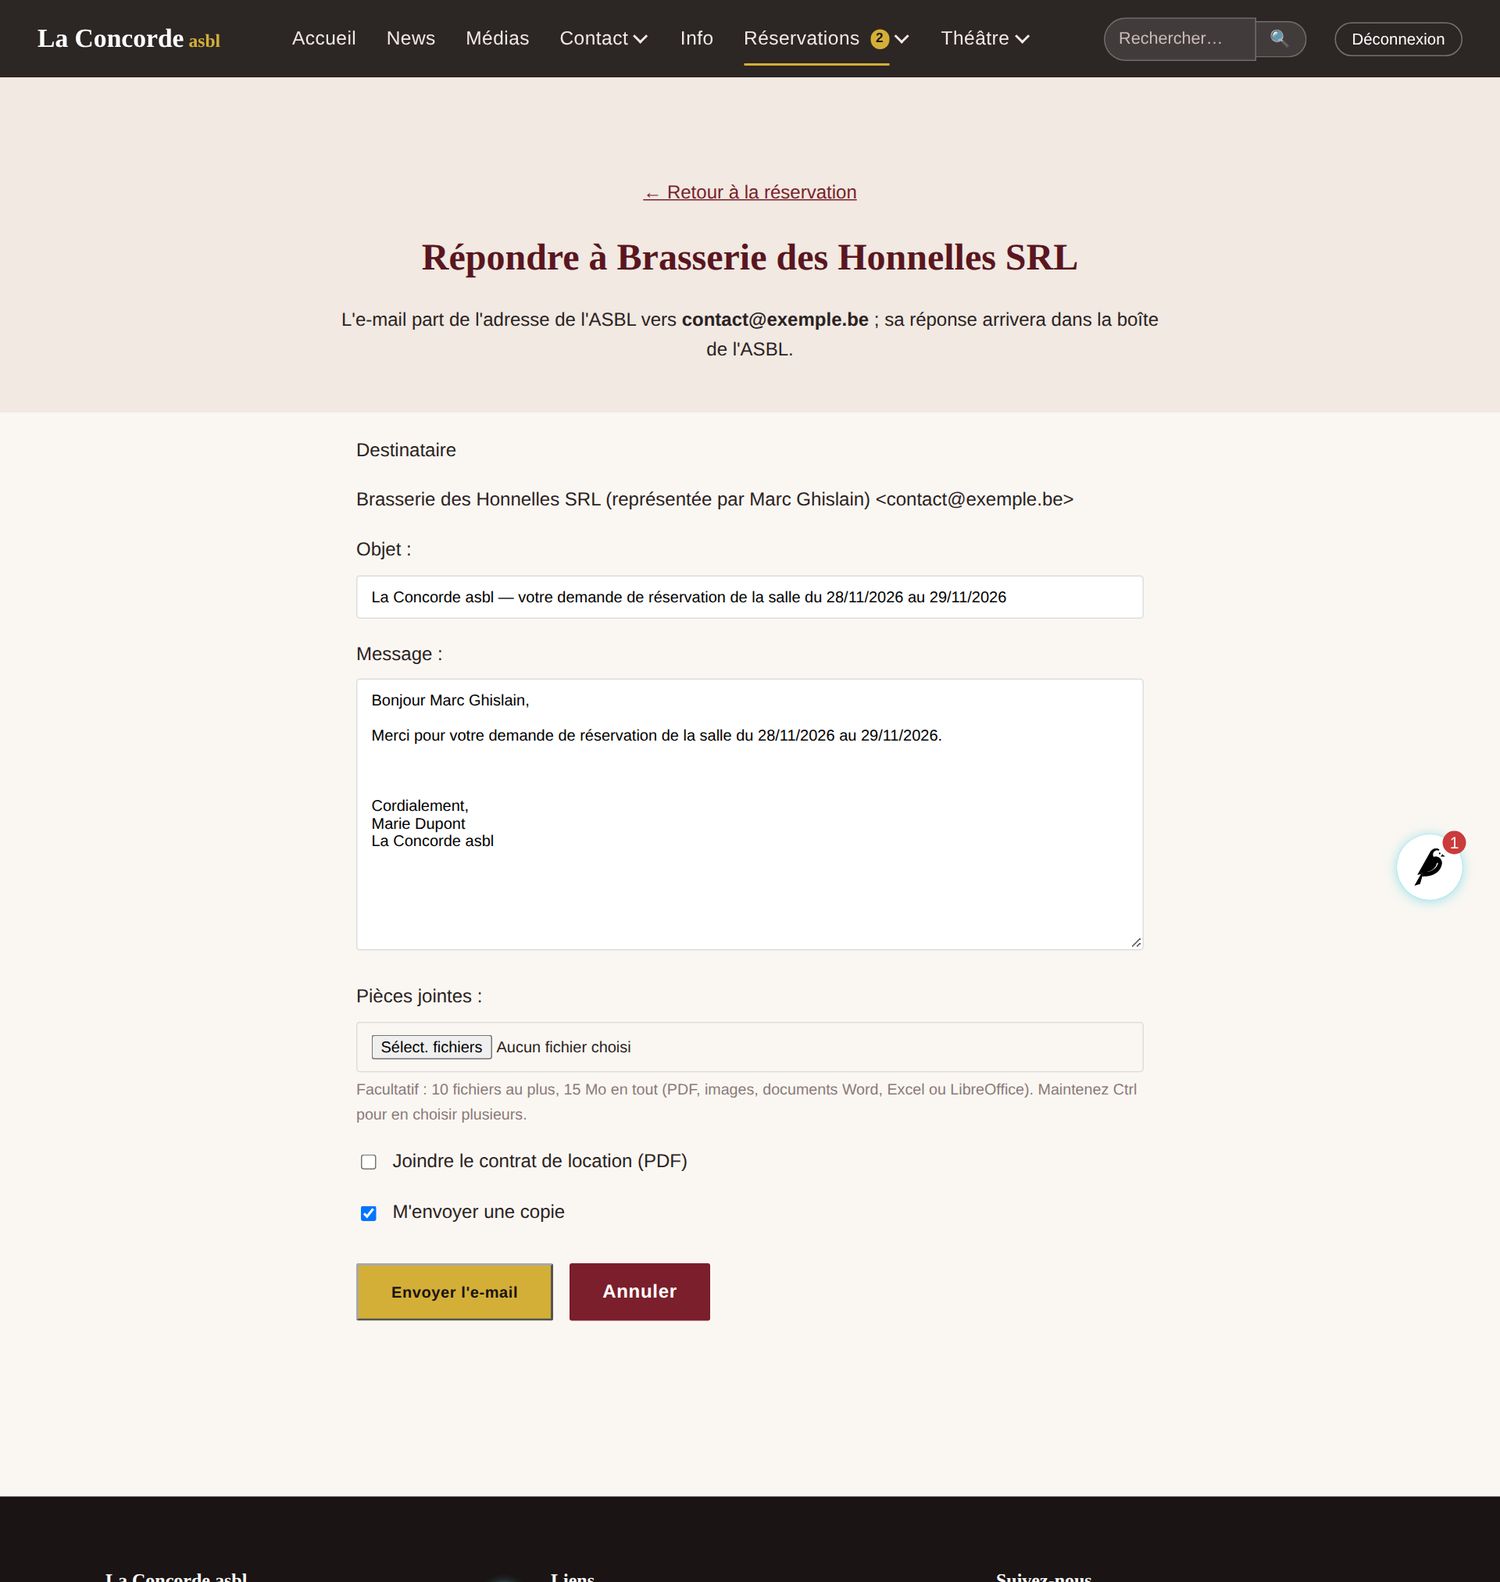 La Concorde asbl
Accueil
News
Médias
Contact
Info
Réservations 2
Théâtre
Rechercher...
Déconnexion
← Retour à la réservation
Répondre à Brasserie des Honnelles SRL
L'e-mail part de l'adresse de l'ASBL vers contact@exemple.be ; sa réponse arrivera dans la boîte
de l'ASBL.
Destinataire
Brasserie des Honnelles SRL (représentée par Marc Ghislain) <contact@exemple.be>
Objet :
La Concorde asbl — votre demande de réservation de la salle du 28/11/2026 au 29/11/2026
Message :
Bonjour Marc Ghislain,
Merci pour votre demande de réservation de la salle du 28/11/2026 au 29/11/2026.
Cordialement,
Marie Dupont
La Concorde asbl
1
Pièces jointes :
Sélect. fichiers Aucun fichier choisi
Facultatif : 10 fichiers au plus, 15 Mo en tout (PDF, images, documents Word, Excel ou LibreOffice). Maintenez Ctrl
pour en choisir plusieurs.
Joindre le contrat de location (PDF)
M'envoyer une copie
Envoyer l'e-mail
Annuler
La Concorde asbl
Liens
Suivez-nous